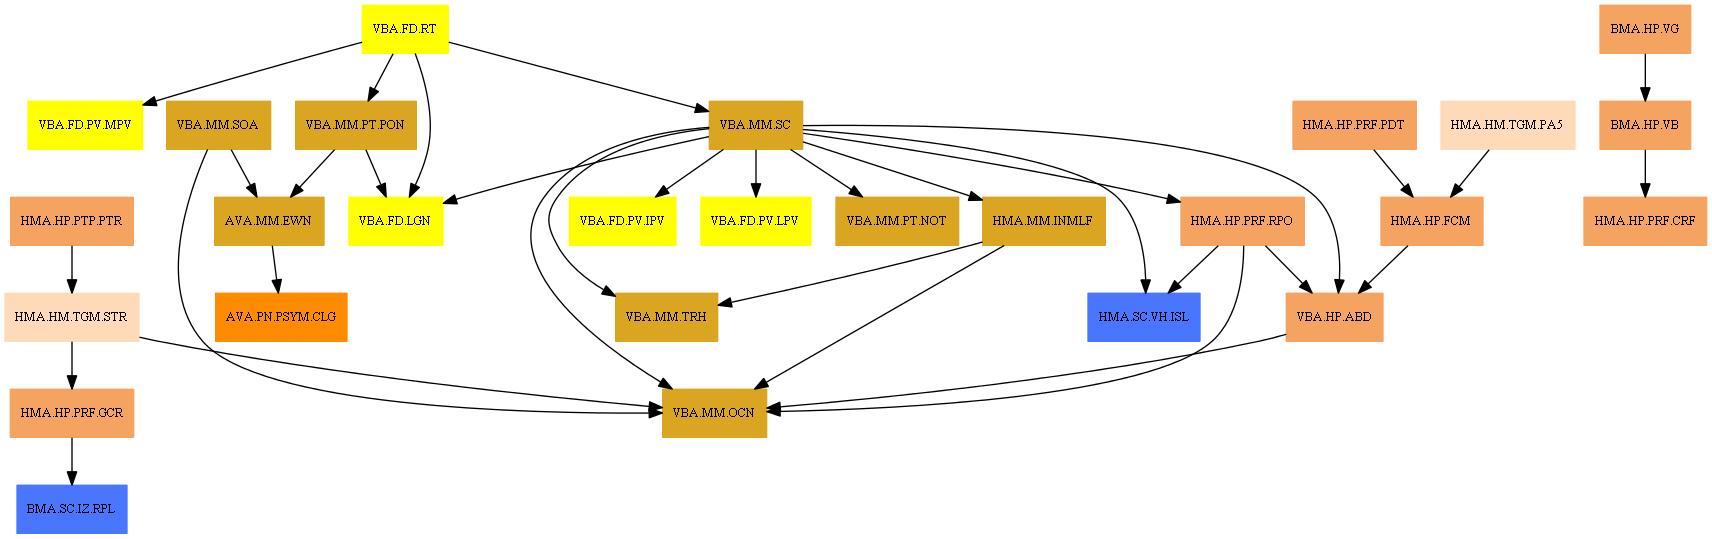 VBA.FD.RT
BMA.HP.VG
VBA.FD.PV.MPV
VBA.MM.SOA
VBA.MM.PT.PON
VBA.MM.SC
HMA.HP.PRF.PDT
HMA.HM.TGM.PA5
BMA.HP.VB
HMA.HP.PTP.PTR
AVA.MM.EWN
VBA.FD.LGN
VBA.FD.PV.IPV
VBA.FD.PV.LPV
VBA.MM.PT.NOT
HMA.MM.INMLF
HMA.HP.PRF.RPO
HMA.HP.FCM
HMA.HP.PRF.CRF
HMA.HM.TGM.STR
AVA.PN.PSYM.CLG
VBA.MM.TRH
HMA.SC.VH.ISL
VBA.HP.ABD
HMA.HP.PRF.GCR
VBA.MM.OCN
BMA.SC.IZ.RPL